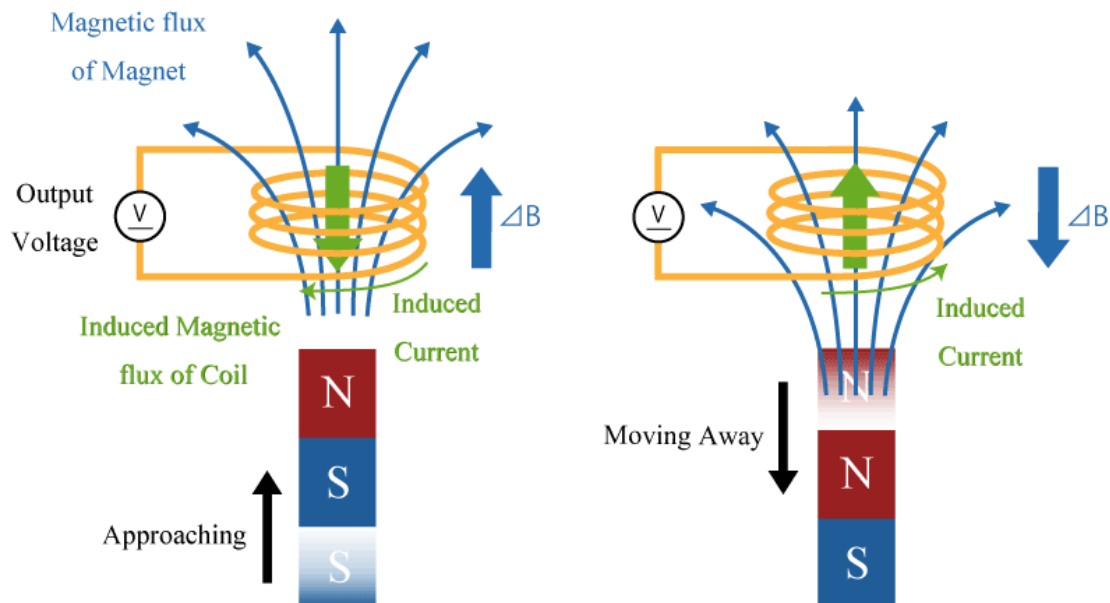 Magnetic flux
of Magnet
Output
Voltage
V
⊿B
Induced Magnetic
flux of Coil
Induced
Current
N
S
S
Approaching
V
⊿B
Induced
Current
N
Moving Away
N
S